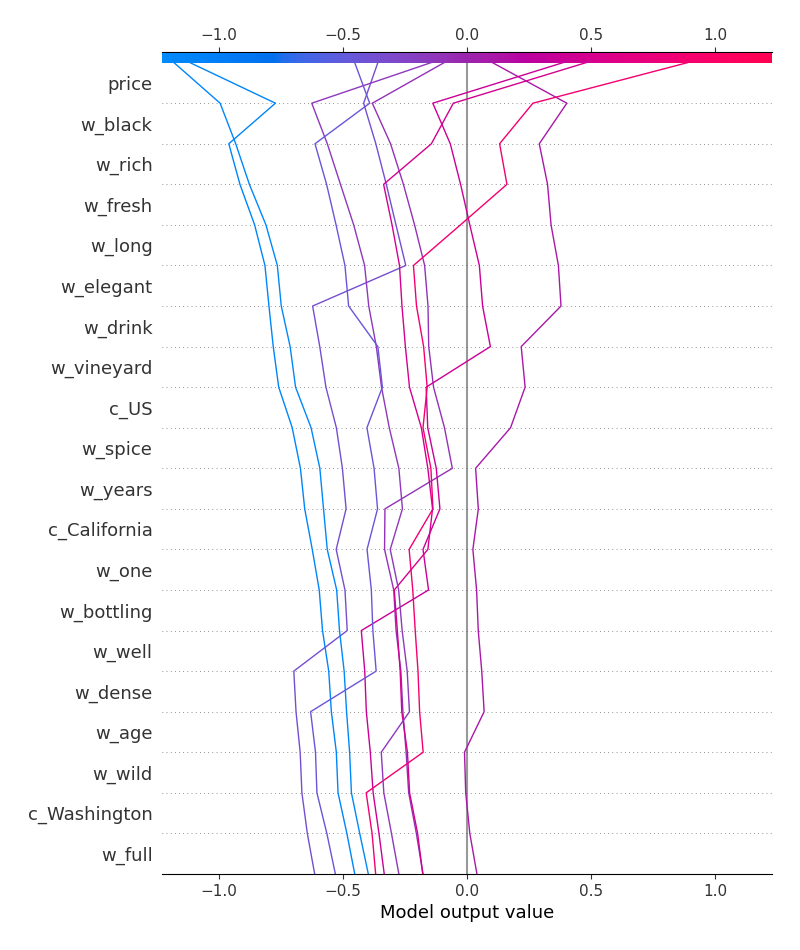 −1.0 −0.5 0.0 0.5 1.0
price
w_black
w_rich
w_fresh
w_long
w_elegant
w_drink
w_vineyard
c_US
w_spice
w_years
c_California
w_one
w_bottling
w_well
w_dense
w_age
w_wild
c_Washington
w_full
−1.0 −0.5 0.0 0.5 1.0
Model output value